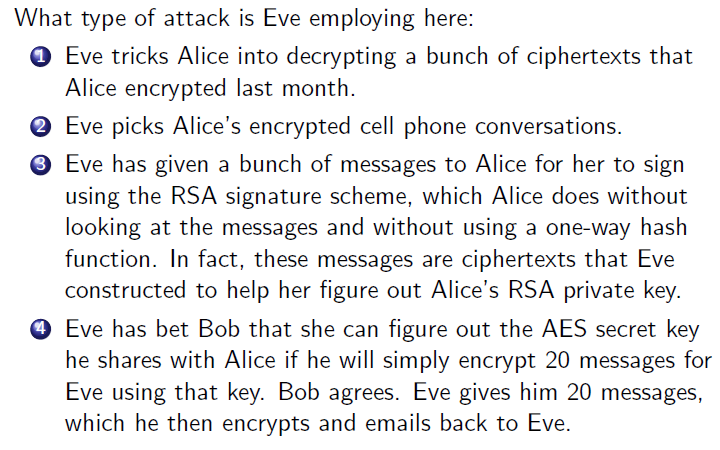 What type of attack is Eve employing here:
1 Eve tricks Alice into decrypting a bunch of ciphertexts that
Alice encrypted last month.
2 Eve picks Alice's encrypted cell phone conversations.
3 Eve has given a bunch of messages to Alice for her to sign
using the RSA signature scheme, which Alice does without
looking at the messages and without using a one-way hash
function. In fact, these messages are ciphertexts that Eve
constructed to help her figure out Alice's RSA private key.
4 Eve has bet Bob that she can figure out the AES secret key
he shares with Alice if he will simply encrypt 20 messages for
Eve using that key. Bob agrees. Eve gives him 20 messages,
which he then encrypts and emails back to Eve.